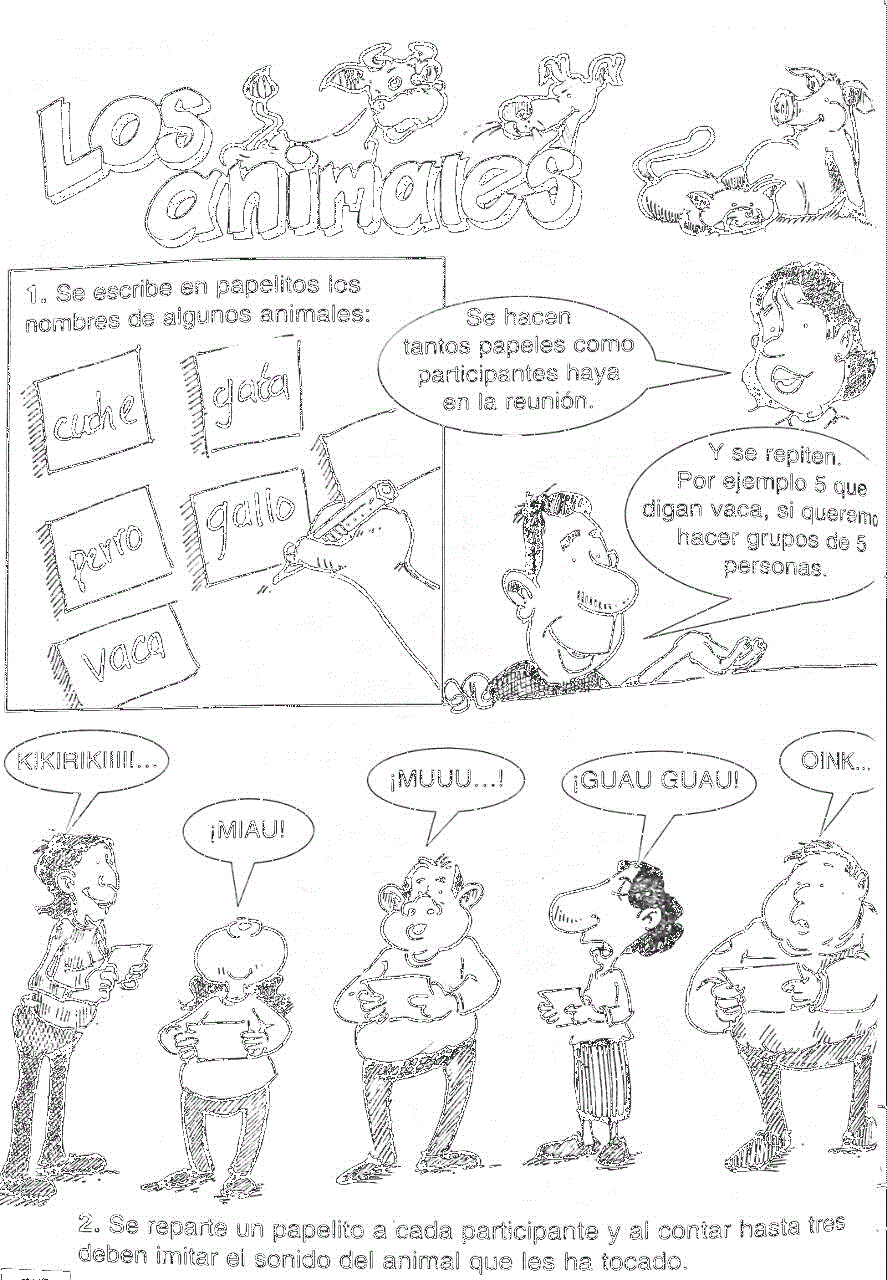 Los
animales
1. Se escribe en papelitos los
nombres de algunos animales:
cuche
gata
perro
gallo
vaca
Se hacen
tantos papeles como
participantes haya
en la reunión.
Y se repiten.
Por ejemplo 5 que
digan vaca, si queremo
hacer grupos de 5
personas.
KIKIRIKIIIII...
¡MIAU!
¡MUUU...!
¡GUAU GUAU!
OINK...
2. Se reparte un papelito a cada participante y al contar hasta tres
deben imitar el sonido del animal que les ha tocado.